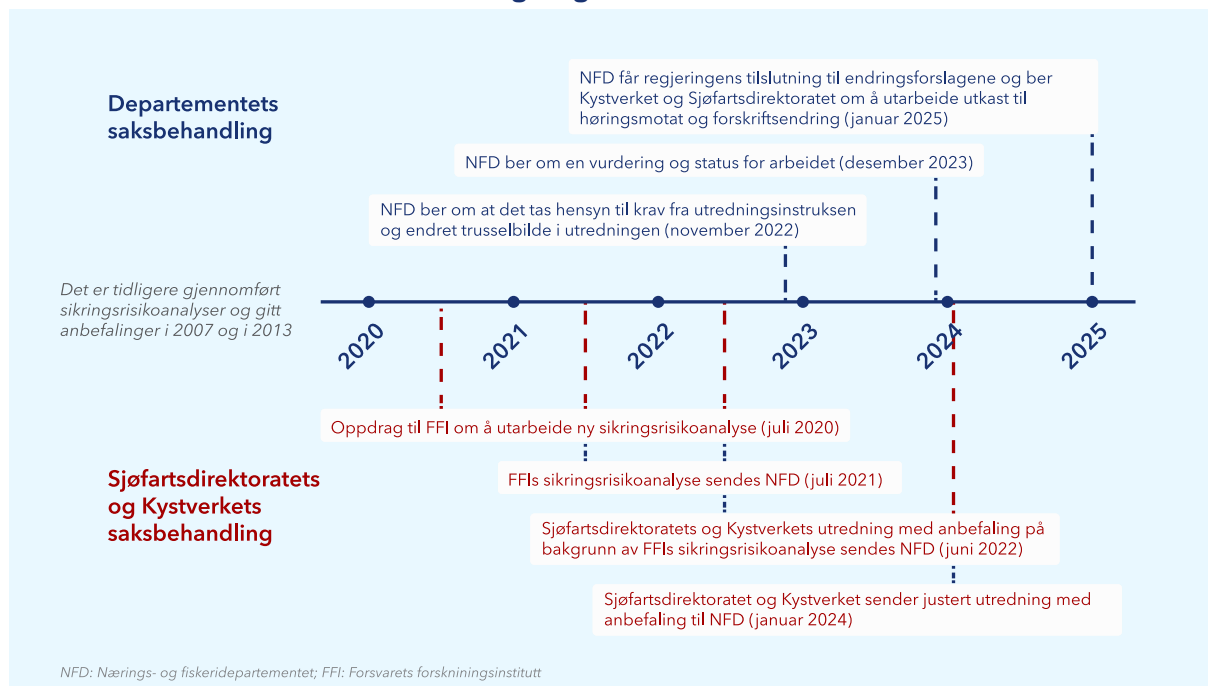 Departementets
saksbehandling
NFD får regjeringens tilslutning til endringsforslagene og ber
Kystverket og Sjøfartsdirektoratet om å utarbeide utkast til
høringsmotat og forskriftsendring (januar 2025)
NFD ber om en vurdering og status for arbeidet (desember 2023)
NFD ber om at det tas hensyn til krav fra utredningsinstruksen
og endret trusselbilde i utredningen (november 2022)
Det er tidligere gjennomført
sikringsrisikoanalyser og gitt
anbefalinger i 2007 og i 2013
2020
2021
2022
2023
2024
2025
Oppdrag til FFI om å utarbeide ny sikringsrisikoanalyse (juli 2020)
Sjøfartsdirektoratets
og Kystverkets
saksbehandling
FFIs sikringsrisikoanalyse sendes NFD (juli 2021)
Sjøfartsdirektoratets og Kystverkets utredning med anbefaling på
bakgrunn av FFIs sikringsrisikoanalyse sendes NFD (juni 2022)
Sjøfartsdirektoratet og Kystverket sender justert utredning med
anbefaling til NFD (januar 2024)
NFD: Nærings- og fiskeridepartementet; FFI: Forsvarets forskniningsinstitutt